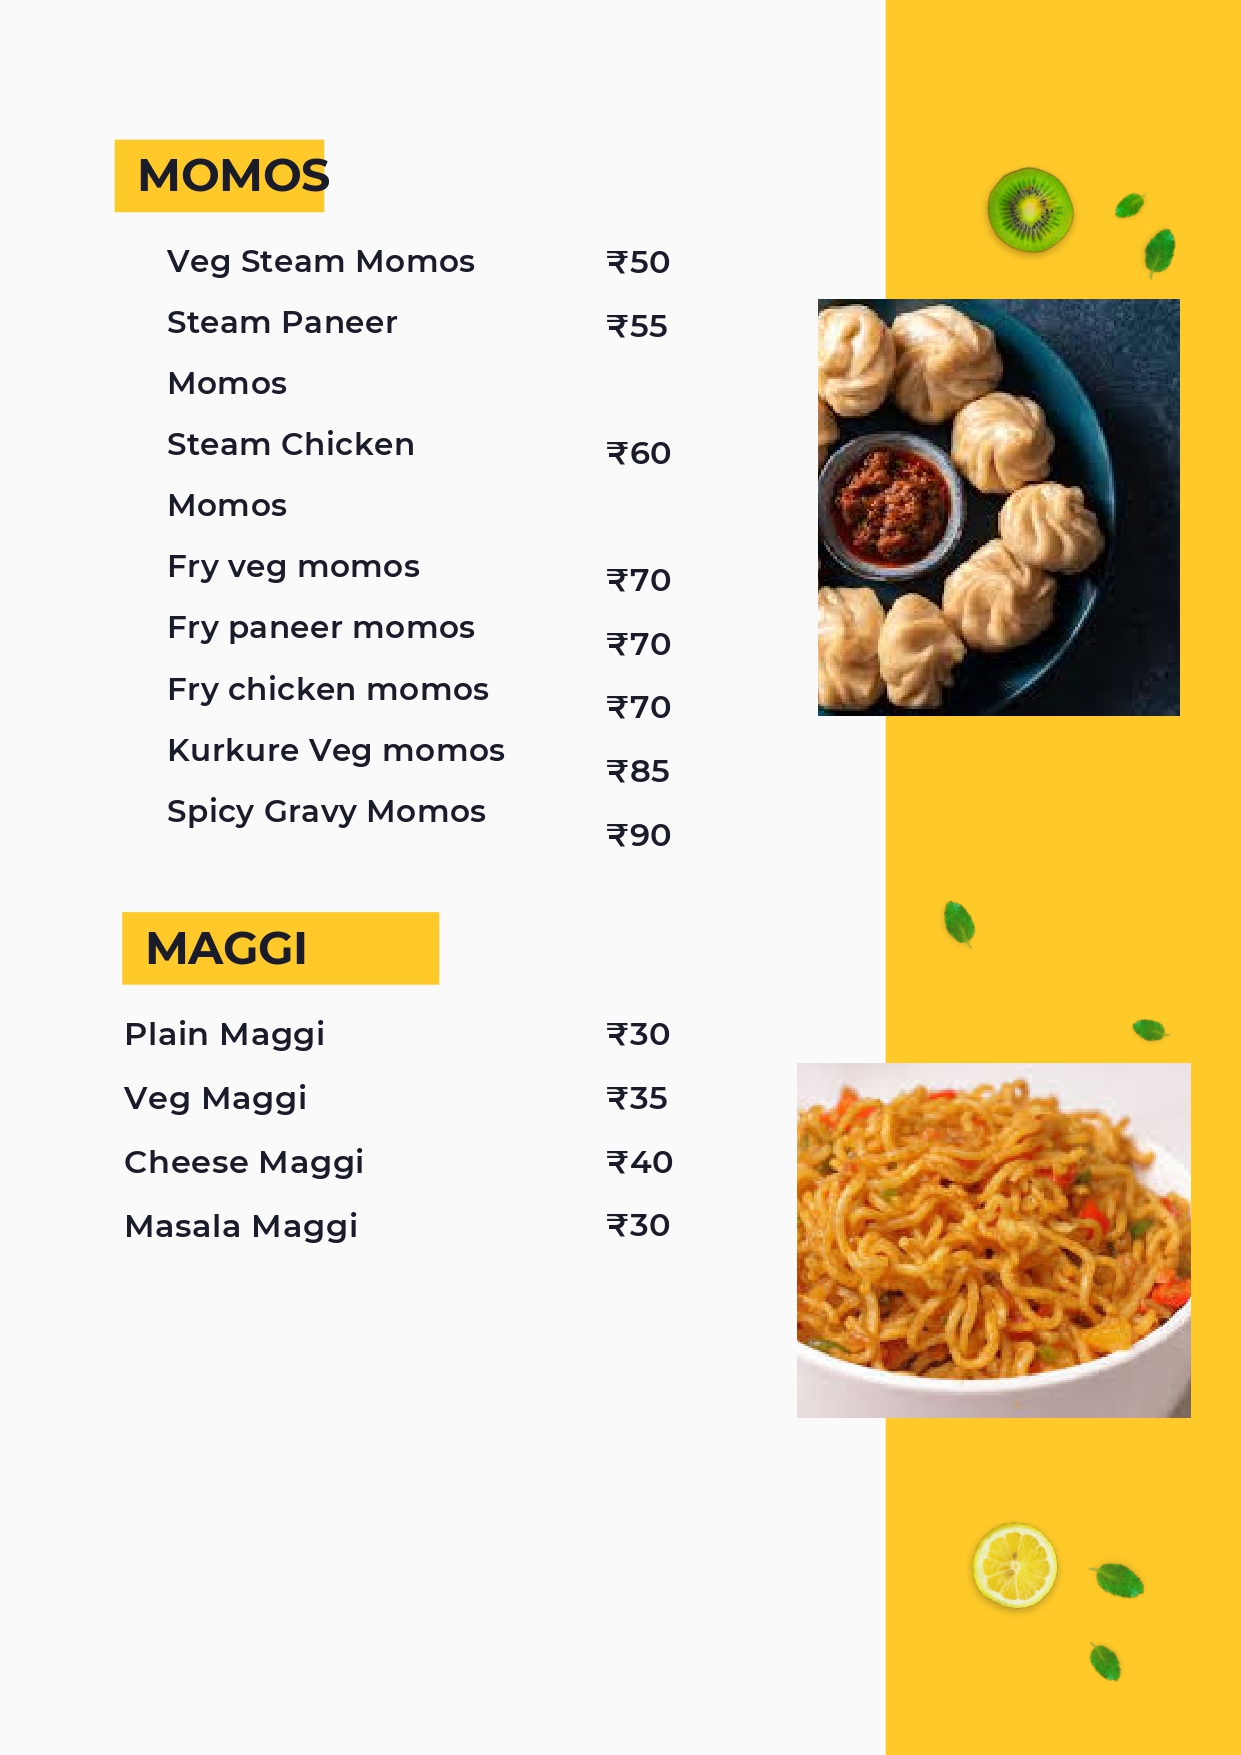 MOMOS
Veg Steam Momos ₹50
Steam Paneer ₹55
Momos
Steam Chicken ₹60
Momos
Fry veg momos ₹70
Fry paneer momos ₹70
Fry chicken momos ₹70
Kurkure Veg momos ₹85
Spicy Gravy Momos ₹90
MAGGI
Plain Maggi ₹30
Veg Maggi ₹35
Cheese Maggi ₹40
Masala Maggi ₹30